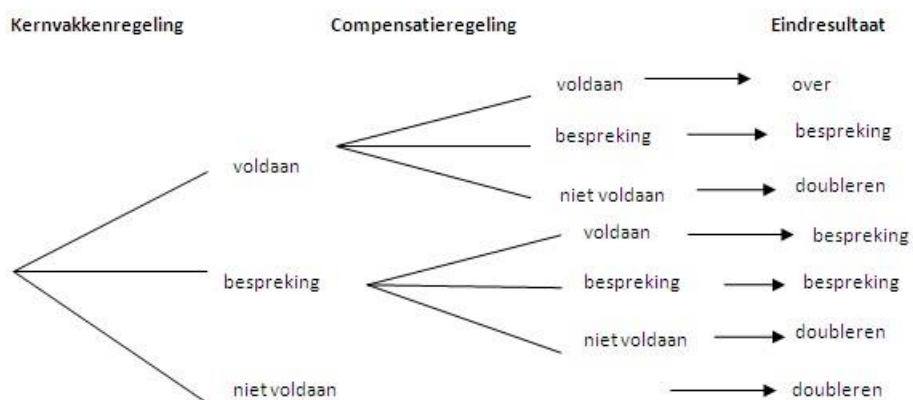 Kernvakkenregeling Compensatieregeling Eindresultaat
voldaan over
bespreking bespreking
voldaan
niet voldaan doubleren
voldaan bespreking
bespreking bespreking bespreking
niet voldaan doubleren
niet voldaan doubleren